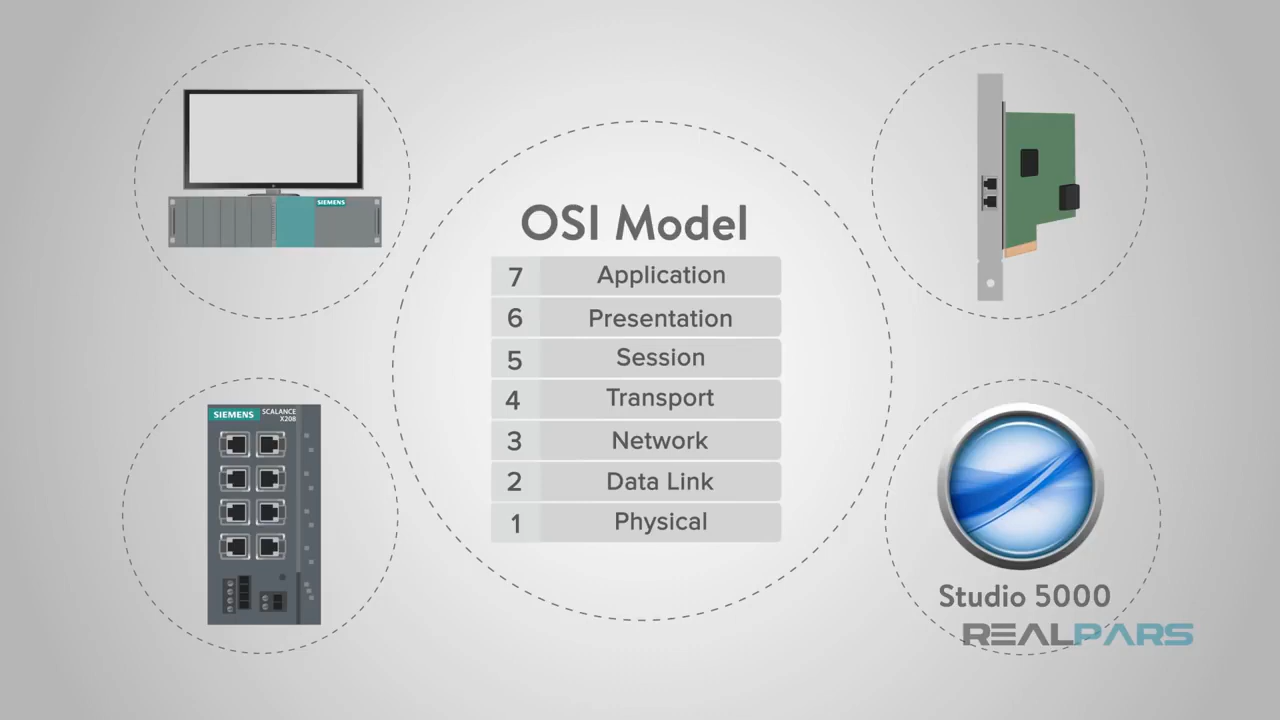 SIEMENS
OSI Model
7 Application
6 Presentation
5 Session
4 Transport
3 Network
2 Data Link
1 Physical
SIEMENS SCALANCE
X208
Studio 5000
REALPARS